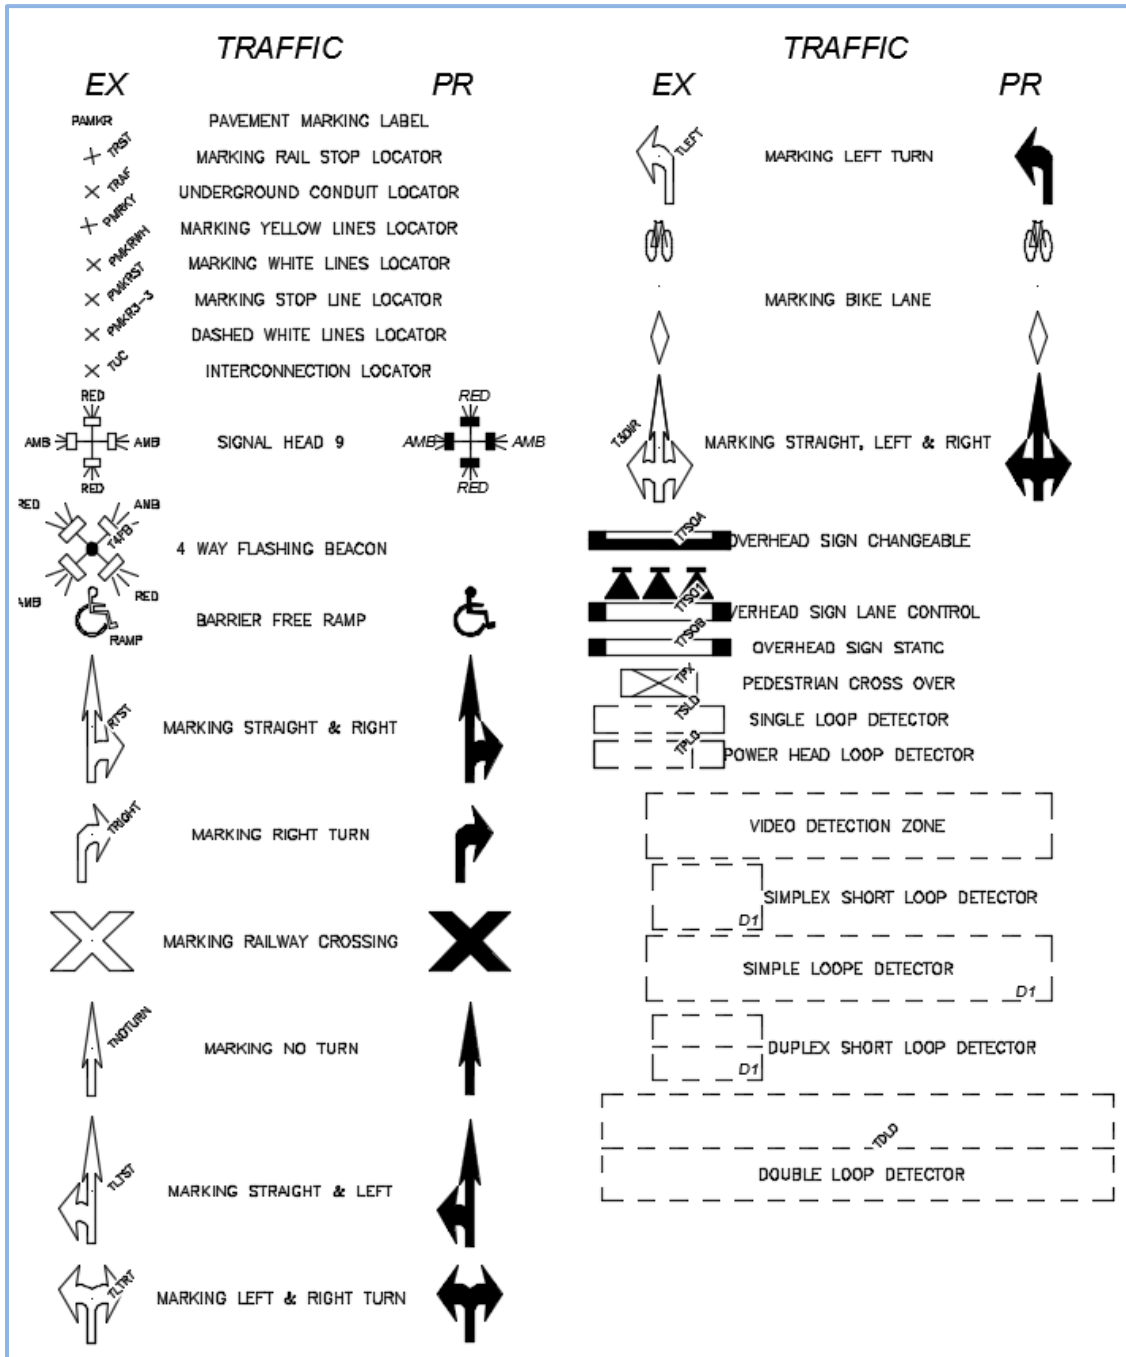 TRAFFIC
EX PR
PAMKR PAVEMENT MARKING LABEL
TRST MARKING RAIL STOP LOCATOR
TRAF UNDERGROUND CONDUIT LOCATOR
PMRKY MARKING YELLOW LINES LOCATOR
PMKRWH MARKING WHITE LINES LOCATOR
PMKRST MARKING STOP LINE LOCATOR
PMKR3-3 DASHED WHITE LINES LOCATOR
TUC INTERCONNECTION LOCATOR
RED RED
AMB AMB SIGNAL HEAD 9 AMB AMB
RED RED
RED AMB
T4FB 4 WAY FLASHING BEACON
AMB RED
BARRIER FREE RAMP
RAMP
RTST MARKING STRAIGHT & RIGHT
TRIGHT MARKING RIGHT TURN
MARKING RAILWAY CROSSING
TNOTURN MARKING NO TURN
TLTST MARKING STRAIGHT & LEFT
TLTRT MARKING LEFT & RIGHT TURN
TRAFFIC
EX PR
TLEFT MARKING LEFT TURN
MARKING BIKE LANE
T3DIR MARKING STRAIGHT, LEFT & RIGHT
TTSOA OVERHEAD SIGN CHANGEABLE
TTSO1 VERHEAD SIGN LANE CONTROL
TTSOB OVERHEAD SIGN STATIC
TPX PEDESTRIAN CROSS OVER
TSLD SINGLE LOOP DETECTOR
TPLD POWER HEAD LOOP DETECTOR
VIDEO DETECTION ZONE
SIMPLEX SHORT LOOP DETECTOR
D1
SIMPLE LOOPE DETECTOR
D1
DUPLEX SHORT LOOP DETECTOR
D1
TDLD
DOUBLE LOOP DETECTOR